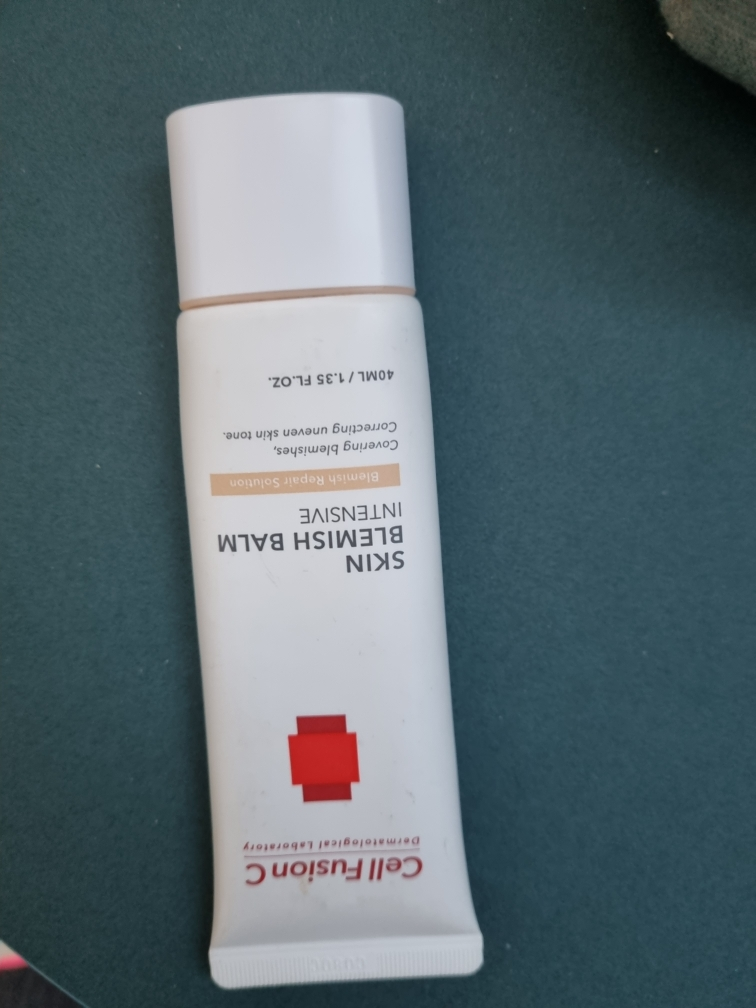 Cell Fusion C
Dermatological Laboratory
SKIN
BLEMISH BALM
INTENSIVE
Blemish Repair Solution
Covering blemishes,
Correcting uneven skin tone.
40ML / 1.35 FL.OZ.